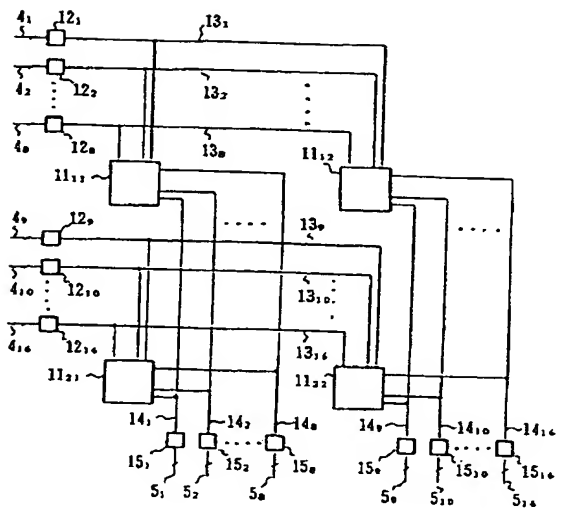 4₁ 12₁ 13₁
4₂ 12₂ 13₂
4₈ 12₈ 13₈
11₁₁ 11₁₂
4₉ 12₉ 13₉
4₁₀ 12₁₀ 13₁₀
4₁₆ 12₁₆ 13₁₆
11₂₁ 11₂₂
14₁ 14₂ 14₈ 14₉ 14₁₀ 14₁₆
15₁ 15₂ 15₈ 15₉ 15₁₀ 15₁₆
5₁ 5₂ 5₈ 5₉ 5₁₀ 5₁₆